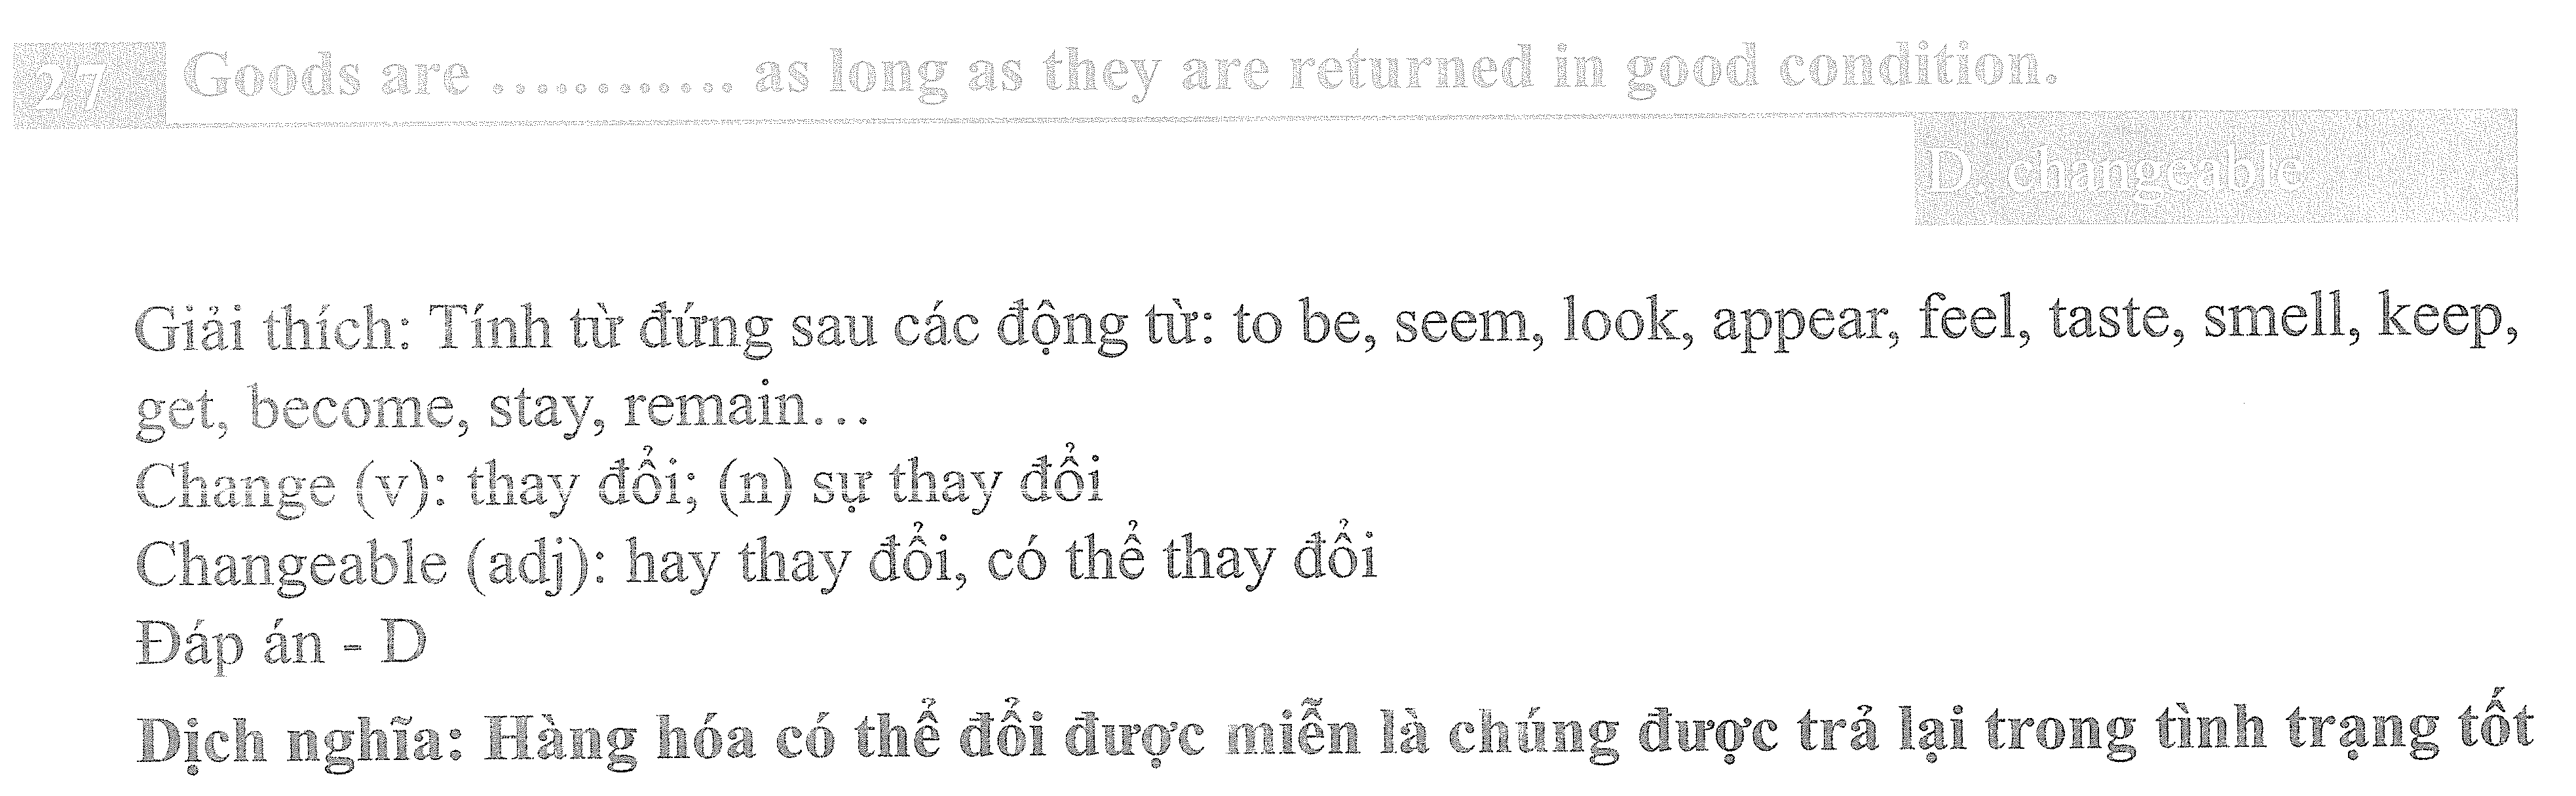 27 Goods are ............ as long as they are returned in good condition.
D. changeable
Giải thích: Tính từ đứng sau các động từ: to be, seem, look, appear, feel, taste, smell, keep,
get, become, stay, remain…
Change (v): thay đổi; (n) sự thay đổi
Changeable (adj): hay thay đổi, có thể thay đổi
Đáp án - D
Dịch nghĩa: Hàng hóa có thể đổi được miễn là chúng được trả lại trong tình trạng tốt